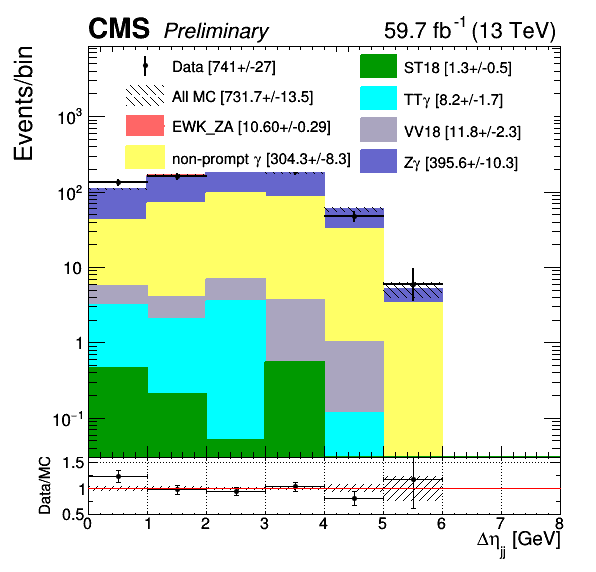 CMS Preliminary 59.7 fb⁻¹ (13 TeV)
Events/bin
Data [741+/-27]
All MC [731.7+/-13.5]
EWK_ZA [10.60+/-0.29]
non-prompt γ [304.3+/-8.3]
ST18 [1.3+/-0.5]
TTγ [8.2+/-1.7]
VV18 [11.8+/-2.3]
Zγ [395.6+/-10.3]
10³
10²
10
1
10⁻¹
Data/MC
1.5
1
0.5
0 1 2 3 4 5 6 7 8
Δη_jj [GeV]